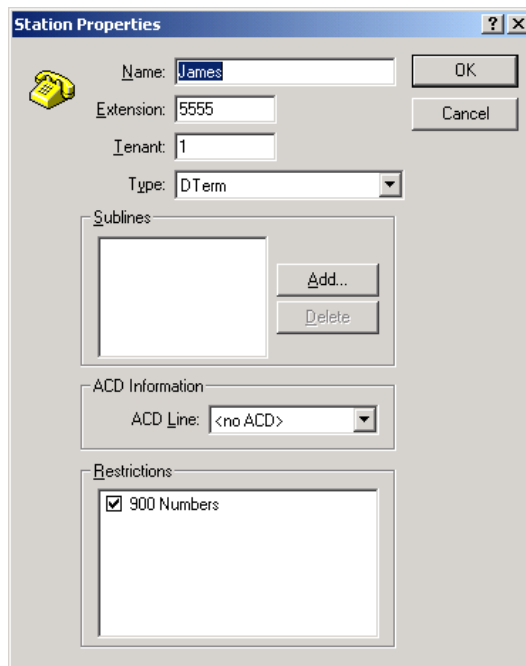 Station Properties
Name: James
OK
Extension: 5555
Cancel
Tenant: 1
Type: DTerm
Sublines
Add...
Delete
ACD Information
ACD Line: <no ACD>
Restrictions
900 Numbers